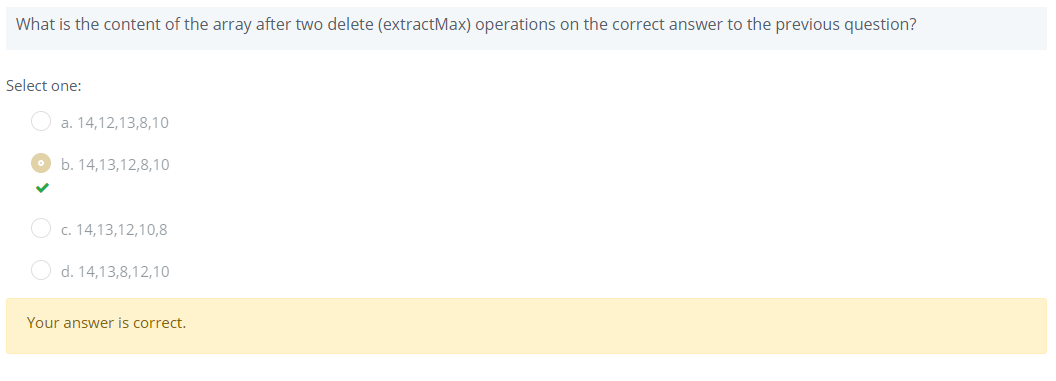 What is the content of the array after two delete (extractMax) operations on the correct answer to the previous question?
Select one:
a. 14,12,13,8,10
b. 14,13,12,8,10
c. 14,13,12,10,8
d. 14,13,8,12,10
Your answer is correct.